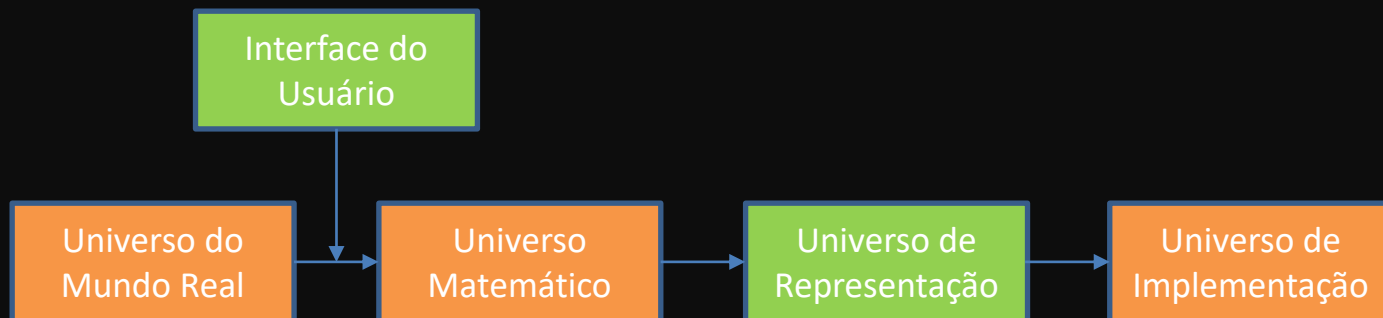 Interface do
Usuário
Universo do
Mundo Real
Universo
Matemático
Universo de
Representação
Universo de
Implementação